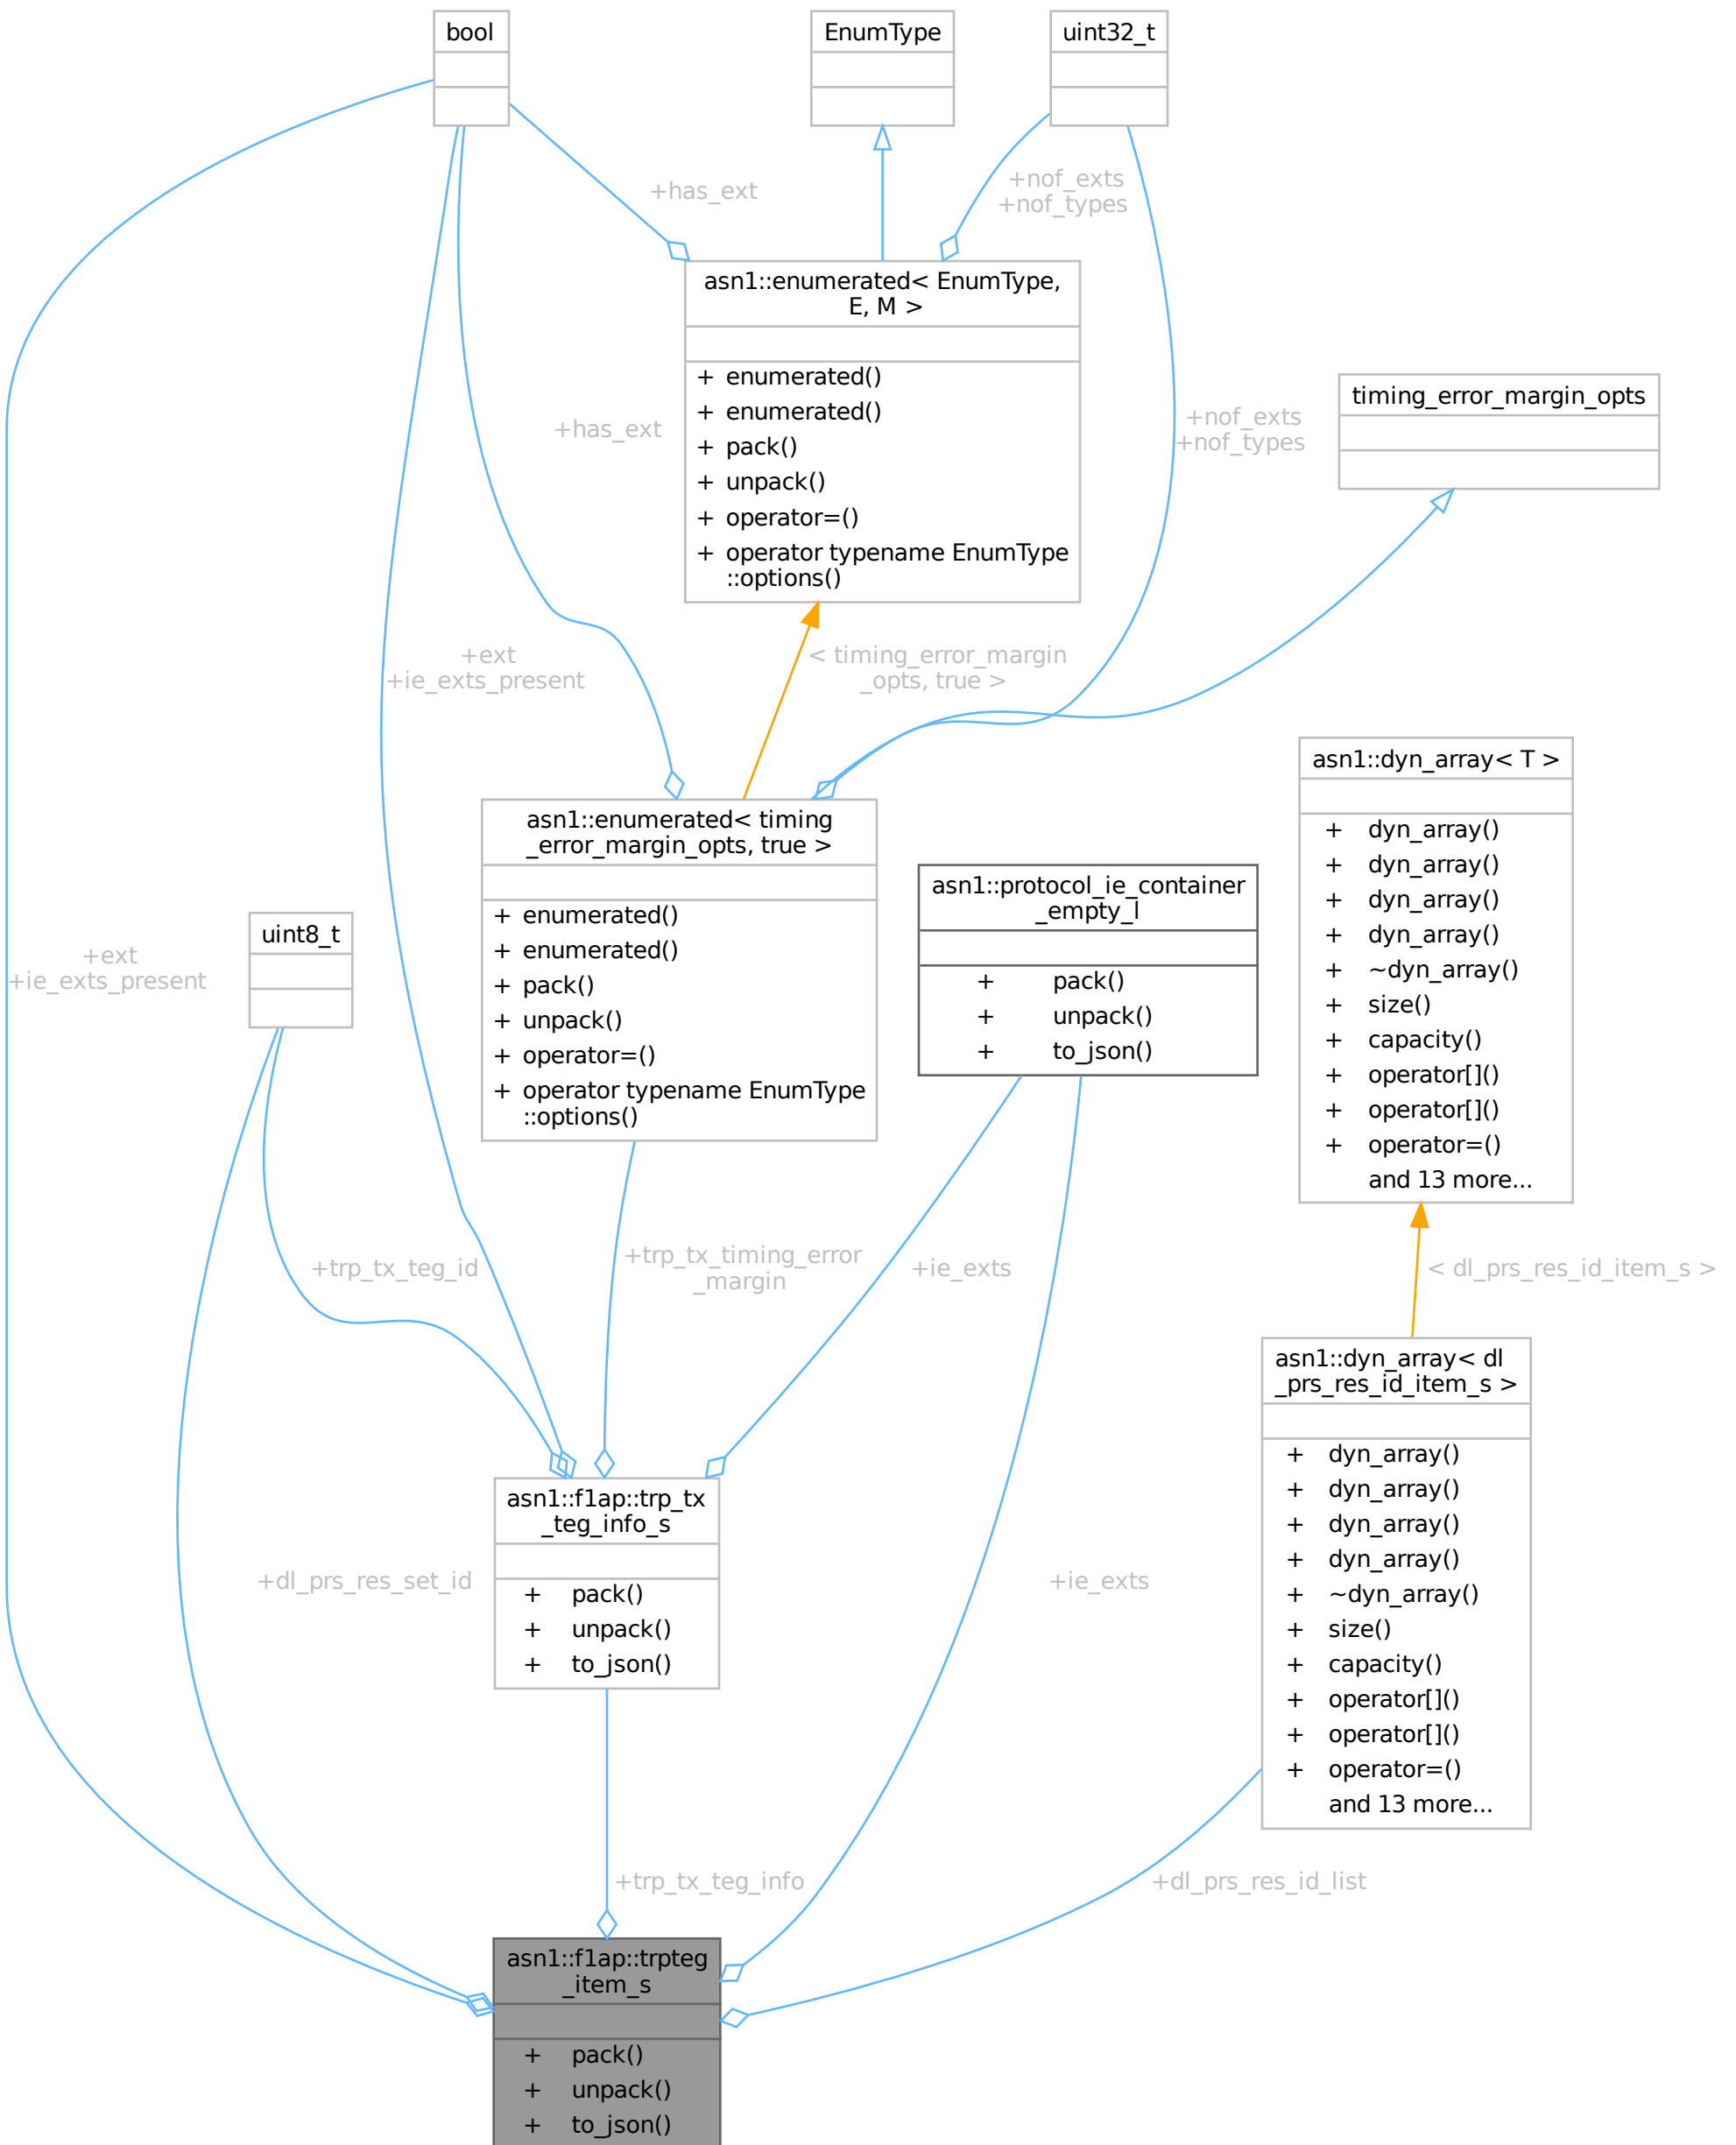 bool
EnumType
uint32_t
+has_ext
+nof_exts
+nof_types
asn1::enumerated< EnumType,
E, M >
+ enumerated()
+ enumerated()
+ pack()
+ unpack()
+ operator=()
+ operator typename EnumType
::options()
timing_error_margin_opts
+has_ext
+nof_exts
+nof_types
+ext
+ie_exts_present
< timing_error_margin
_opts, true >
asn1::dyn_array< T >
+ dyn_array()
+ dyn_array()
+ dyn_array()
+ dyn_array()
+ ~dyn_array()
+ size()
+ capacity()
+ operator[]()
+ operator[]()
+ operator=()
and 13 more...
asn1::enumerated< timing
_error_margin_opts, true >
+ enumerated()
+ enumerated()
+ pack()
+ unpack()
+ operator=()
+ operator typename EnumType
::options()
asn1::protocol_ie_container
_empty_l
+ pack()
+ unpack()
+ to_json()
uint8_t
+ext
+ie_exts_present
+trp_tx_teg_id
+trp_tx_timing_error
_margin
+ie_exts
< dl_prs_res_id_item_s >
asn1::dyn_array< dl
_prs_res_id_item_s >
+ dyn_array()
+ dyn_array()
+ dyn_array()
+ dyn_array()
+ ~dyn_array()
+ size()
+ capacity()
+ operator[]()
+ operator[]()
+ operator=()
and 13 more...
asn1::f1ap::trp_tx
_teg_info_s
+ pack()
+ unpack()
+ to_json()
+dl_prs_res_set_id
+ie_exts
+trp_tx_teg_info
+dl_prs_res_id_list
asn1::f1ap::trpteg
_item_s
+ pack()
+ unpack()
+ to_json()